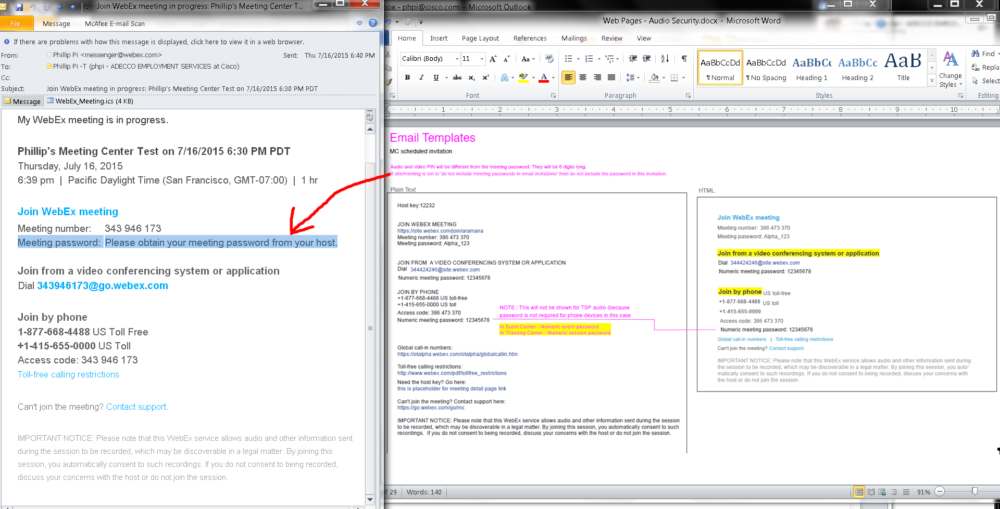 Join WebEx meeting in progress: Phillip's Meeting Center T...
File Message McAfee E-mail Scan
If there are problems with how this message is displayed, click here to view it in a web browser.
From: Phillip Pi <messenger@webex.com> Sent: Thu 7/16/2015 6:40 PM
To: Phillip Pi -T (phpi - ADECCO EMPLOYMENT SERVICES at Cisco)
Cc:
Subject: Join WebEx meeting in progress: Phillip's Meeting Center Test on 7/16/2015 6:30 PM PDT
Message WebEx_Meeting.ics (4 KB)
My WebEx meeting is in progress.
Phillip's Meeting Center Test on 7/16/2015 6:30 PM PDT
Thursday, July 16, 2015
6:39 pm | Pacific Daylight Time (San Francisco, GMT-07:00) | 1 hr
Join WebEx meeting
Meeting number: 343 946 173
Meeting password: Please obtain your meeting password from your host.
Join from a video conferencing system or application
Dial 343946173@go.webex.com
Join by phone
1-877-668-4488 US Toll Free
+1-415-655-0000 US Toll
Access code: 343 946 173
Toll-free calling restrictions
Can't join the meeting? Contact support.
IMPORTANT NOTICE: Please note that this WebEx service allows audio and other information sent
during the session to be recorded, which may be discoverable in a legal matter. By joining this
session, you automatically consent to such recordings. If you do not consent to being recorded,
discuss your concerns with the host or do not join the session.
box - phpi@cisco.com - Microsoft Outlook
Web Pages - Audio Security.docx - Microsoft Word
Home Insert Page Layout References Mailings Review View
Calibri (Body) 11
AaBbCcDd AaBbCcDd AaBbCc AaBbCc AaB
¶ Normal ¶ No Spacing Heading 1 Heading 2 Title
Change
Styles
Find
Repla
Select
Font Paragraph Styles Editing
1 2 3 4 5 6 7 8 9 10
Email Templates
MC scheduled invitation
Audio and video PIN will be different from the meeting password. They will be 8 digits long.
If site/meeting is set to 'do not include meeting passwords in email invitations' then do not include the password in this invitation.
Plain Text
Host key:12232
JOIN WEBEX MEETING
https://site.webex.com/join/aramana
Meeting number: 386 473 370
Meeting password: Alpha_123
JOIN FROM A VIDEO CONFERENCING SYSTEM OR APPLICATION
Dial 344424246@site.webex.com
Numeric meeting password: 12345678
JOIN BY PHONE
+1-877-668-4488 US toll-free
+1-415-655-0000 US toll
Access code: 386 473 370
Numeric meeting password: 12345678
NOTE : This will not be shown for TSP audio (because
password is not required for phone devices in this case
In Event Center : Numeric event password
In Training Center : Numeric session password
Global call-in numbers:
https://otalpha.webex.com/otalpha/globalcallin.htm
Toll-free calling restrictions:
http://www.webex.com/pdf/tollfree_restrictions
Need the host key? Go here:
this is placeholder for meeting detail page link
Can't join the meeting? Contact support here:
https://go.webex.com/go/mc
IMPORTANT NOTICE: Please note that this WebEx service allows audio and other information sent during the session
to be recorded, which may be discoverable in a legal matter. By joining this session, you automatically consent to such
recordings. If you do not consent to being recorded, discuss your concerns with the host or do not join the session.
HTML
Join WebEx meeting
Meeting number: 386 473 370
Meeting password: Alpha_123
Join from a video conferencing system or application
Dial 344424246@site.webex.com
Numeric meeting password: 12345678
Join by phone US toll-free
+1-877-668-4488 US toll
+1-415-655-0000
Access code: 386 473 370
Numeric meeting password: 12345678
Global call-in numbers | Toll-free calling restrictions
Can't join the meeting? Contact support.
IMPORTANT NOTICE: Please note that this WebEx service allows audio and other information sent during
the session to be recorded, which may be discoverable in a legal matter. By joining this session, you auto-
matically consent to such recordings. If you do not consent to being recorded, discuss your concerns with
the host or do not join the session.
of 29 Words: 140 91%